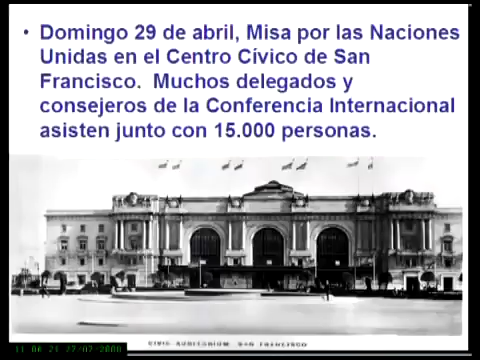 • Domingo 29 de abril, Misa por las Naciones
Unidas en el Centro Cívico de San
Francisco. Muchos delegados y
consejeros de la Conferencia Internacional
asisten junto con 15.000 personas.
CIVIC AUDITORIUM SAN FRANCISCO